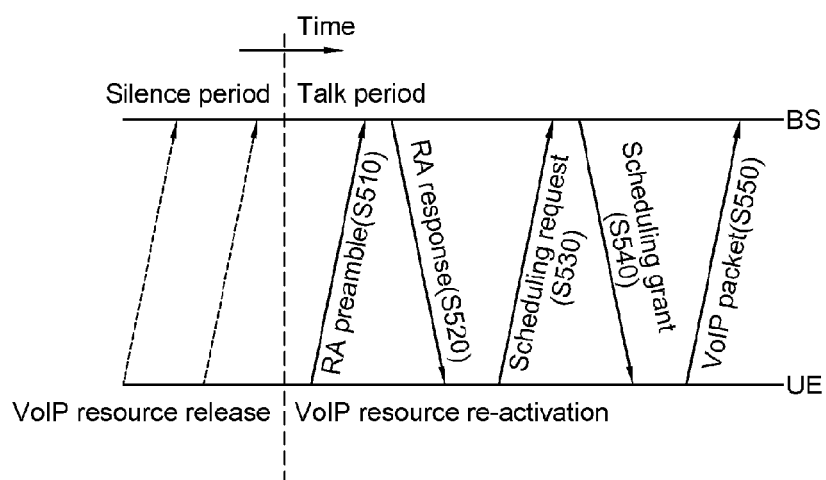 Time
Silence period
Talk period
BS
RA preamble(S510)
RA response(S520)
Scheduling request
(S530)
Scheduling grant
(S540)
VoIP packet(S550)
UE
VoIP resource release
VoIP resource re-activation